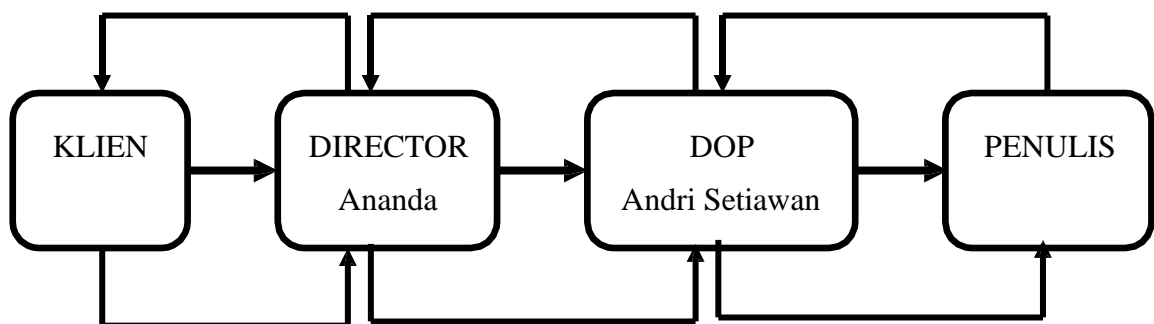 KLIEN
DIRECTOR
Ananda
DOP
Andri Setiawan
PENULIS